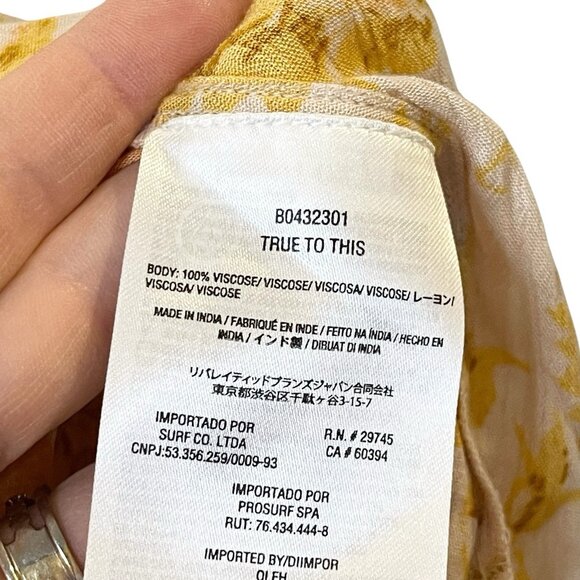 B0432301
TRUE TO THIS
BODY: 100% VISCOSE/ VISCOSE/ VISCOSA/ VISCOSE/ レーヨン/
VISCOSA/ VISCOSE
MADE IN INDIA / FABRIQUÉ EN INDE / FEITO NA ÍNDIA / HECHO EN
INDIA / インド製 / DIBUAT DI INDIA
リバレイティッドブランズジャパン合同会社
東京都渋谷区千駄ヶ谷3-15-7
IMPORTADO POR
SURF CO. LTDA
CNPJ:53.356.259/0009-93
R.N. # 29745
CA # 60394
IMPORTADO POR
PROSURF SPA
RUT: 76.434.444-8
IMPORTED BY/DIIMPOR
OLEH